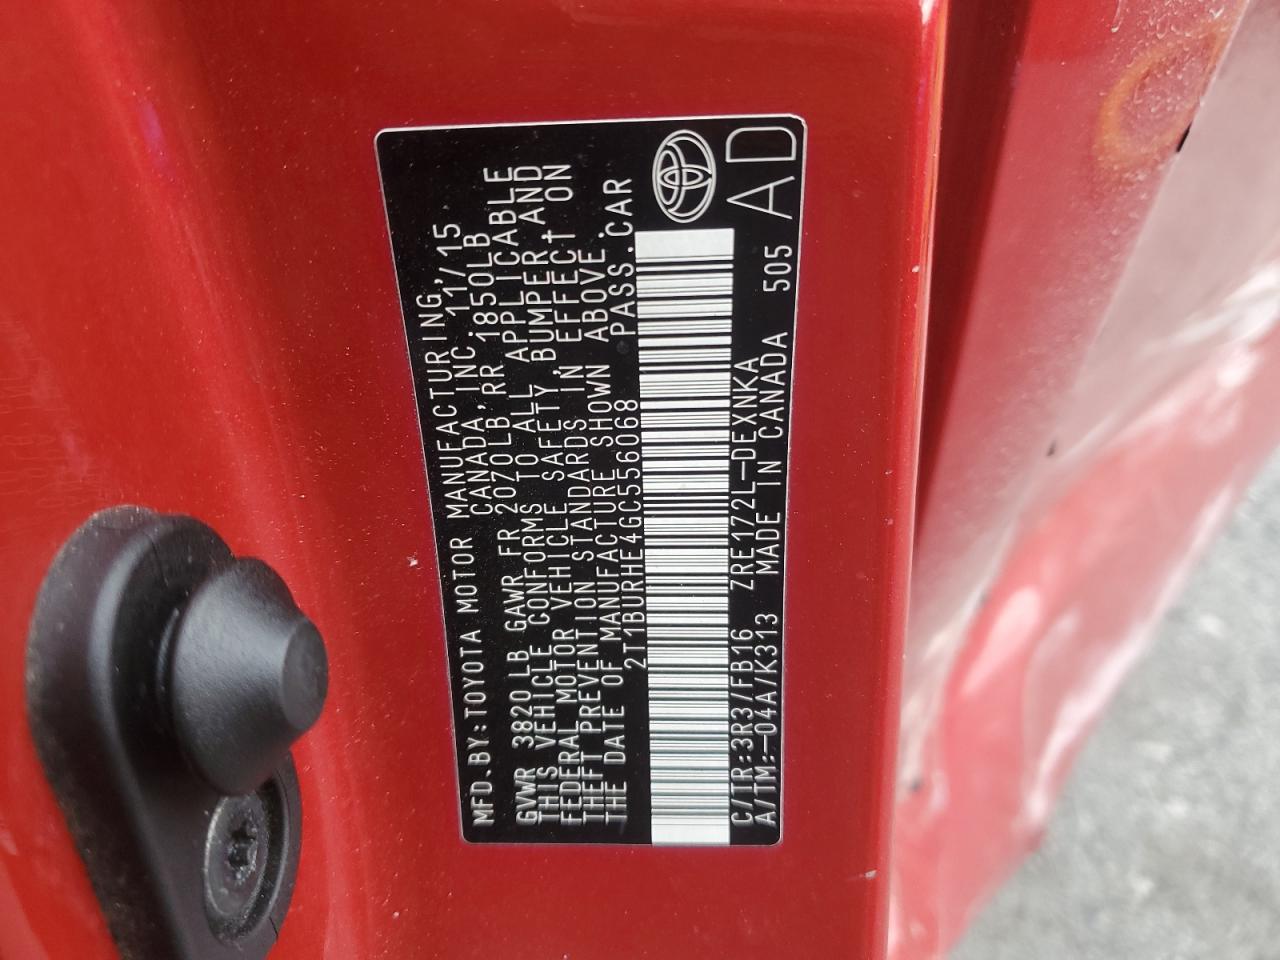 MFD.BY:TOYOTA MOTOR MANUFACTURING,
CANADA,INC. 11/15
GVWR 3820LB GAWR FR 2070LB,RR 1850LB
THIS VEHICLE CONFORMS TO ALL APPLICABLE
FEDERAL MOTOR VEHICLE SAFETY,BUMPER AND
THEFT PREVENTION STANDARDS IN EFFECT ON
THE DATE OF MANUFACTURE SHOWN ABOVE.
2T1BURHE4GC556068 PASS.CAR
C/TR:3R3/FB16 ZRE172L-DEXNKA
A/TM:-04A/K313 MADE IN CANADA 505
AD